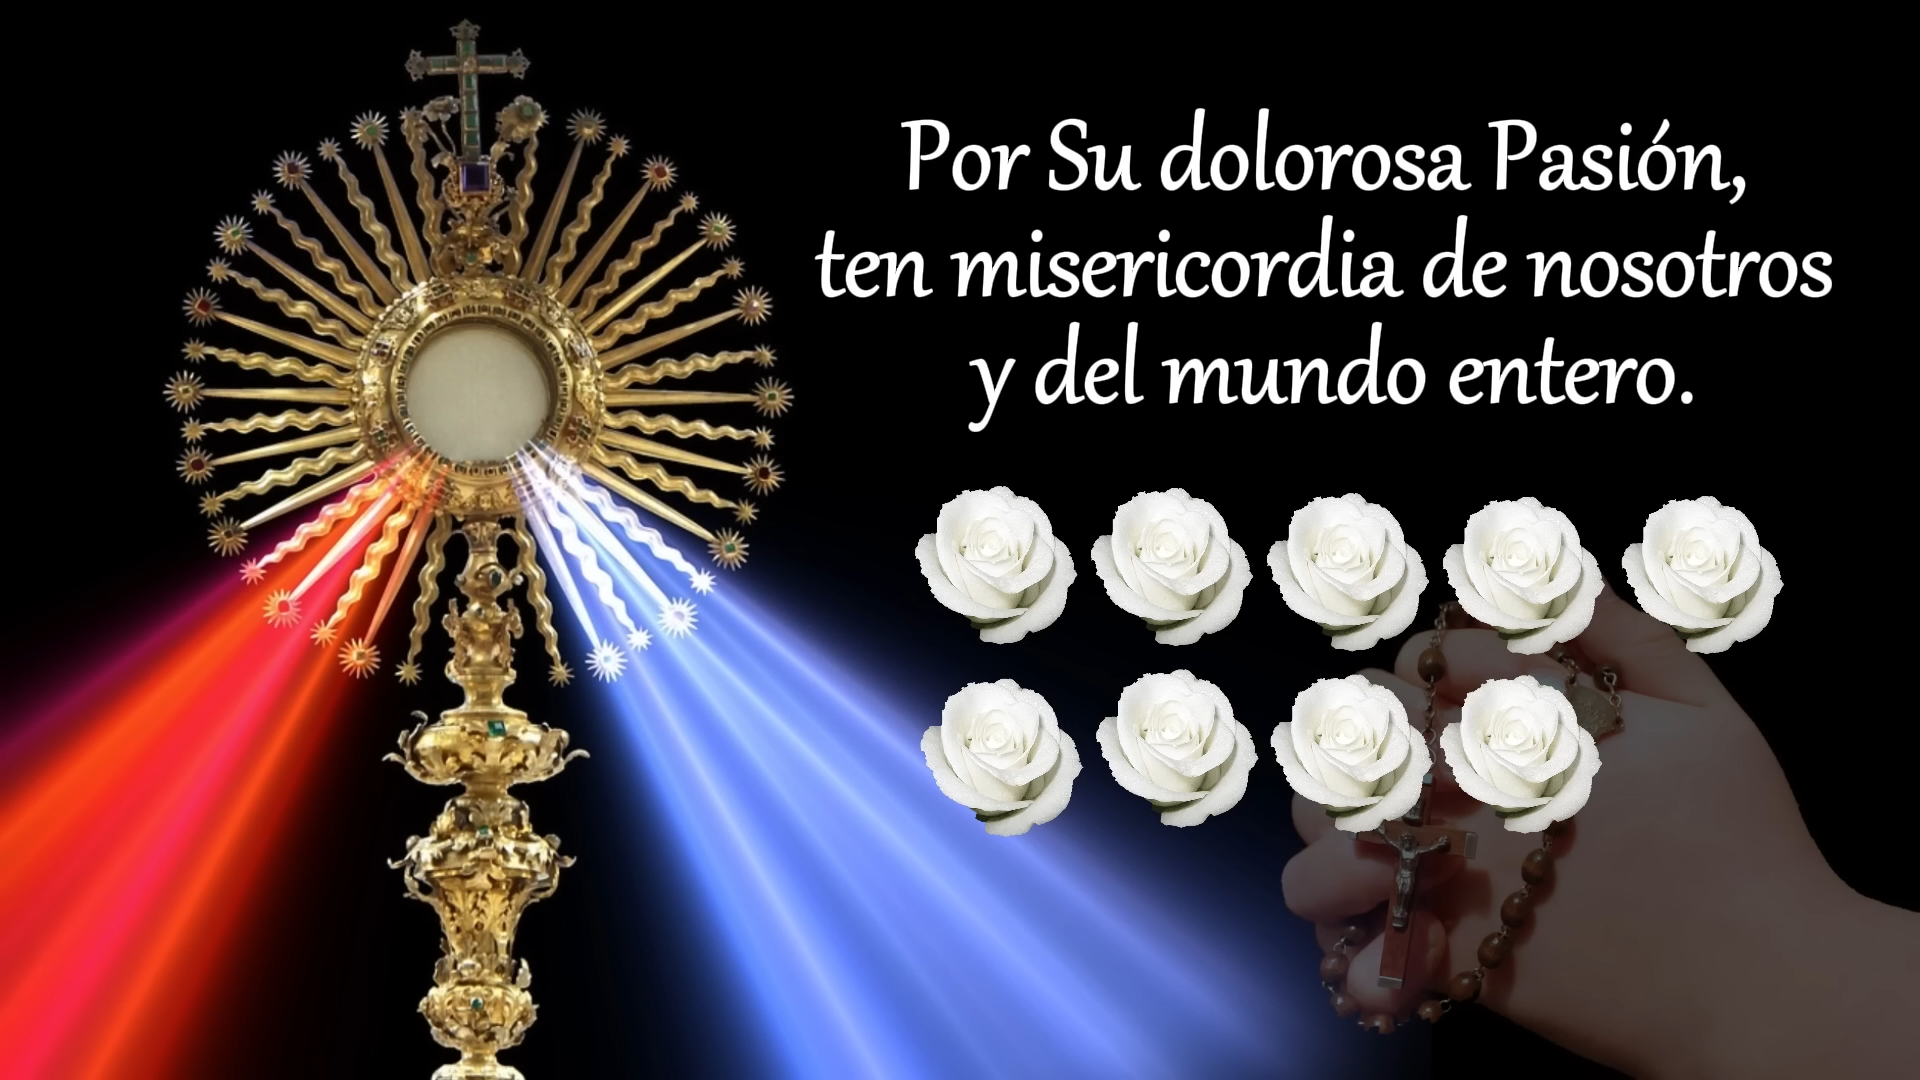 Por Su dolorosa Pasión,
ten misericordia de nosotros
y del mundo entero.